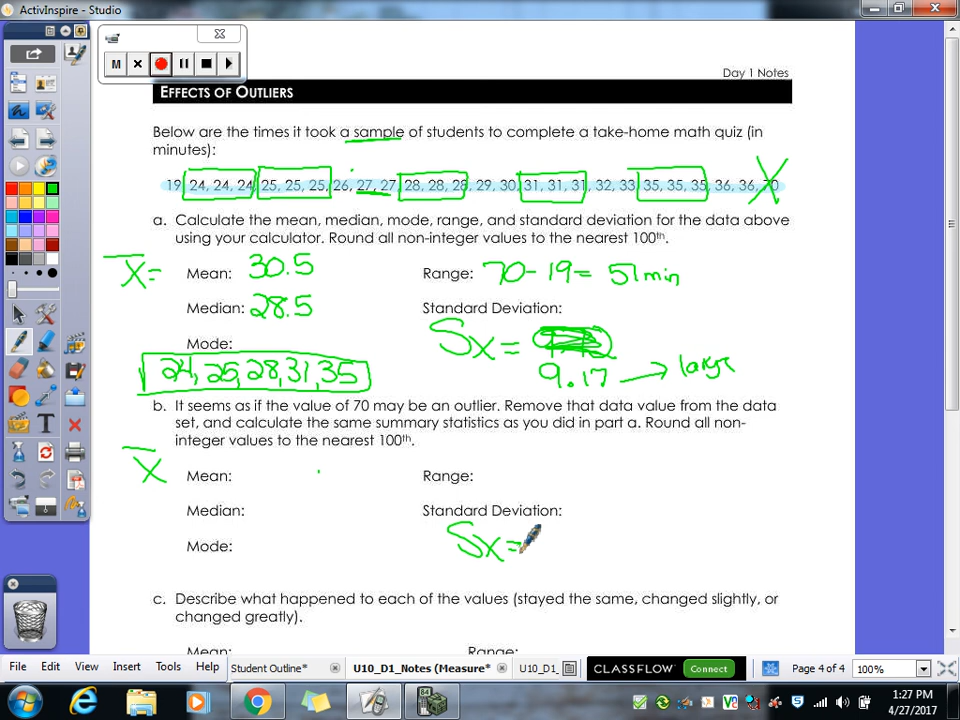 ActivInspire - Studio
M
Day 1 Notes
EFFECTS OF OUTLIERS
Below are the times it took a sample of students to complete a take-home math quiz (in
minutes):
19, 24, 24, 24, 25, 25, 25, 26, 27, 27, 28, 28, 28, 29, 30, 31, 31, 31, 32, 33, 35, 35, 35, 36, 36, 70
a. Calculate the mean, median, mode, range, and standard deviation for the data above
using your calculator. Round all non-integer values to the nearest 100th.
x̄ = Mean: 30.5 Range: 70 - 19 = 51 min
Median: 28.5 Standard Deviation:
Mode: Sx =
24, 25, 28, 31, 35 9.17 → large
b. It seems as if the value of 70 may be an outlier. Remove that data value from the data
set, and calculate the same summary statistics as you did in part a. Round all non-
integer values to the nearest 100th.
x̄ Mean: Range:
Median: Standard Deviation:
Mode: Sx =
c. Describe what happened to each of the values (stayed the same, changed slightly, or
changed greatly).
Mean: Range:
File Edit View Insert Tools Help Student Outline* U10_D1_Notes (Measure* U10_D1_ CLASSFLOW Connect Page 4 of 4 100%
1:27 PM
4/27/2017